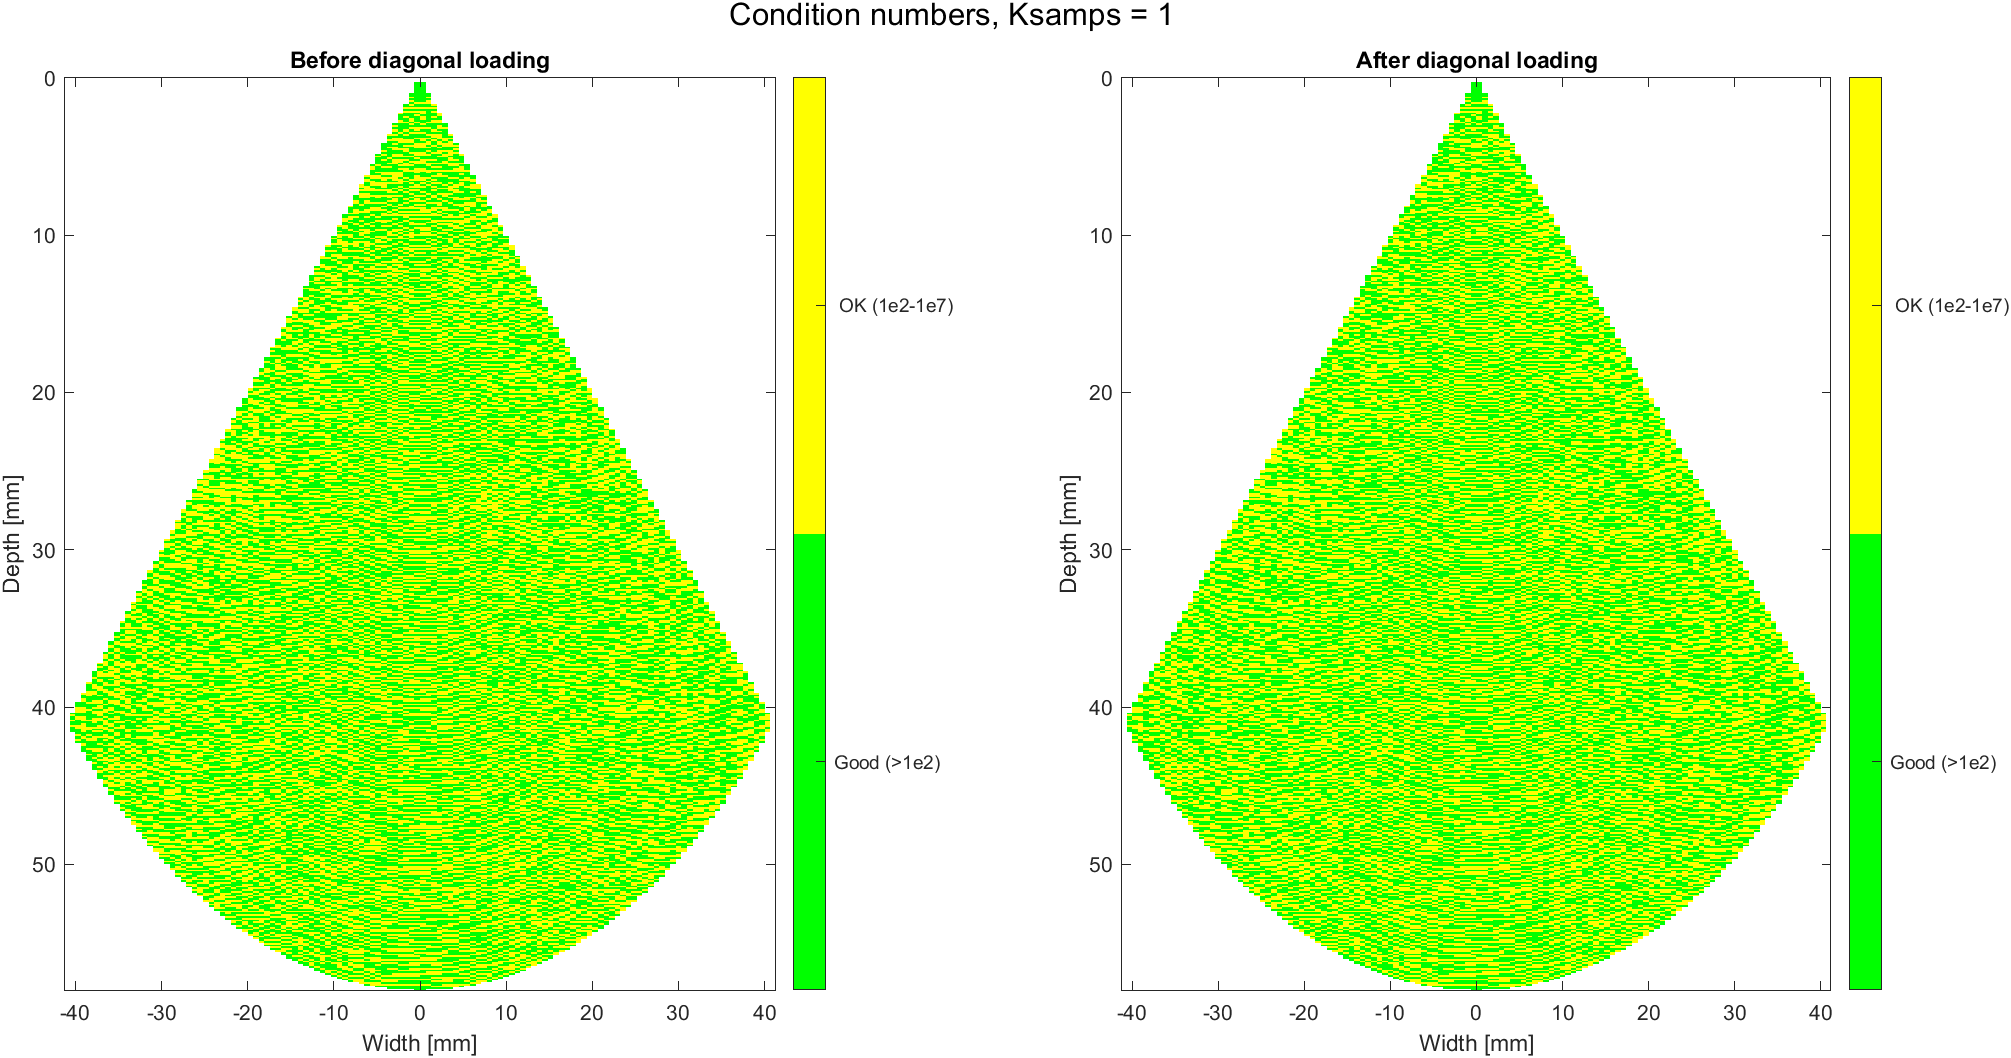 Condition numbers, Ksamps = 1
Before diagonal loading
0
10
20
30
40
50
Depth [mm]
-40 -30 -20 -10 0 10 20 30 40
Width [mm]
OK (1e2-1e7)
Good (>1e2)
After diagonal loading
0
10
20
30
40
50
Depth [mm]
-40 -30 -20 -10 0 10 20 30 40
Width [mm]
OK (1e2-1e7)
Good (>1e2)